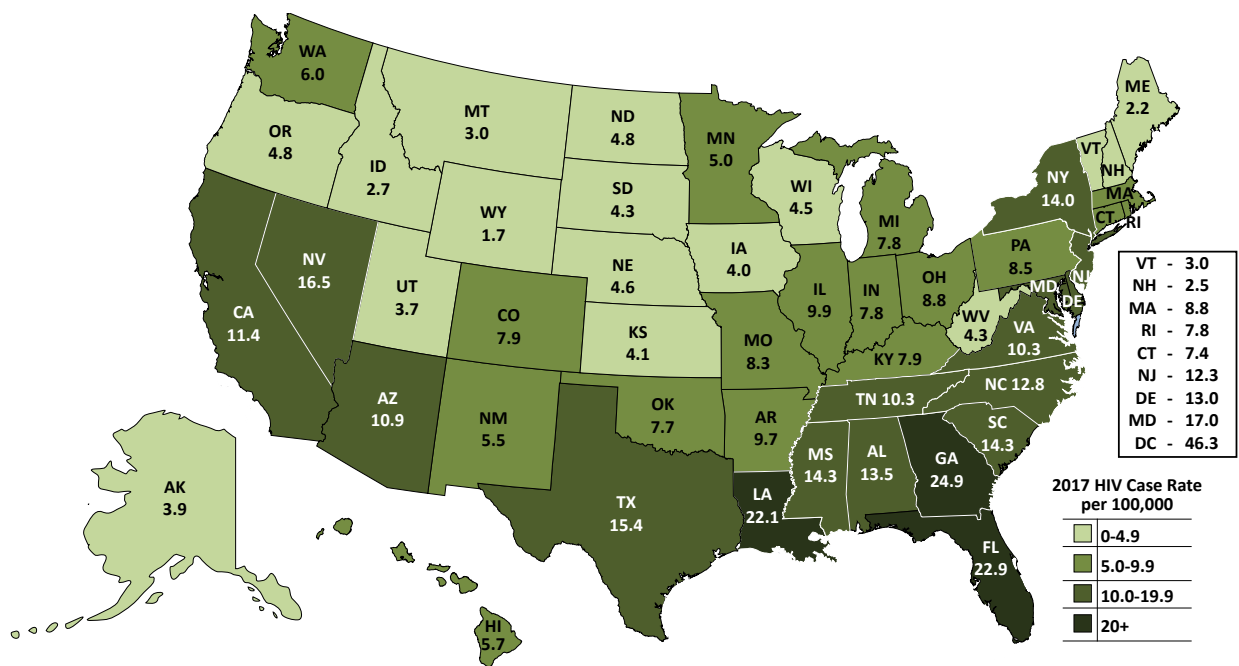 WA
6.0
OR
4.8
ID
2.7
MT
3.0
ND
4.8
MN
5.0
SD
4.3
WI
4.5
WY
1.7
NE
4.6
IA
4.0
MI
7.8
NV
16.5
UT
3.7
CO
7.9
KS
4.1
MO
8.3
IL
9.9
IN
7.8
OH
8.8
PA
8.5
NY
14.0
ME
2.2
VT
NH
MA
CT
RI
NJ
MD
DE
WV
4.3
VA
10.3
KY 7.9
CA
11.4
AZ
10.9
NM
5.5
OK
7.7
AR
9.7
TN 10.3
NC 12.8
SC
14.3
MS
14.3
AL
13.5
GA
24.9
TX
15.4
LA
22.1
FL
22.9
AK
3.9
HI
5.7
VT - 3.0
NH - 2.5
MA - 8.8
RI - 7.8
CT - 7.4
NJ - 12.3
DE - 13.0
MD - 17.0
DC - 46.3
2017 HIV Case Rate
per 100,000
0-4.9
5.0-9.9
10.0-19.9
20+